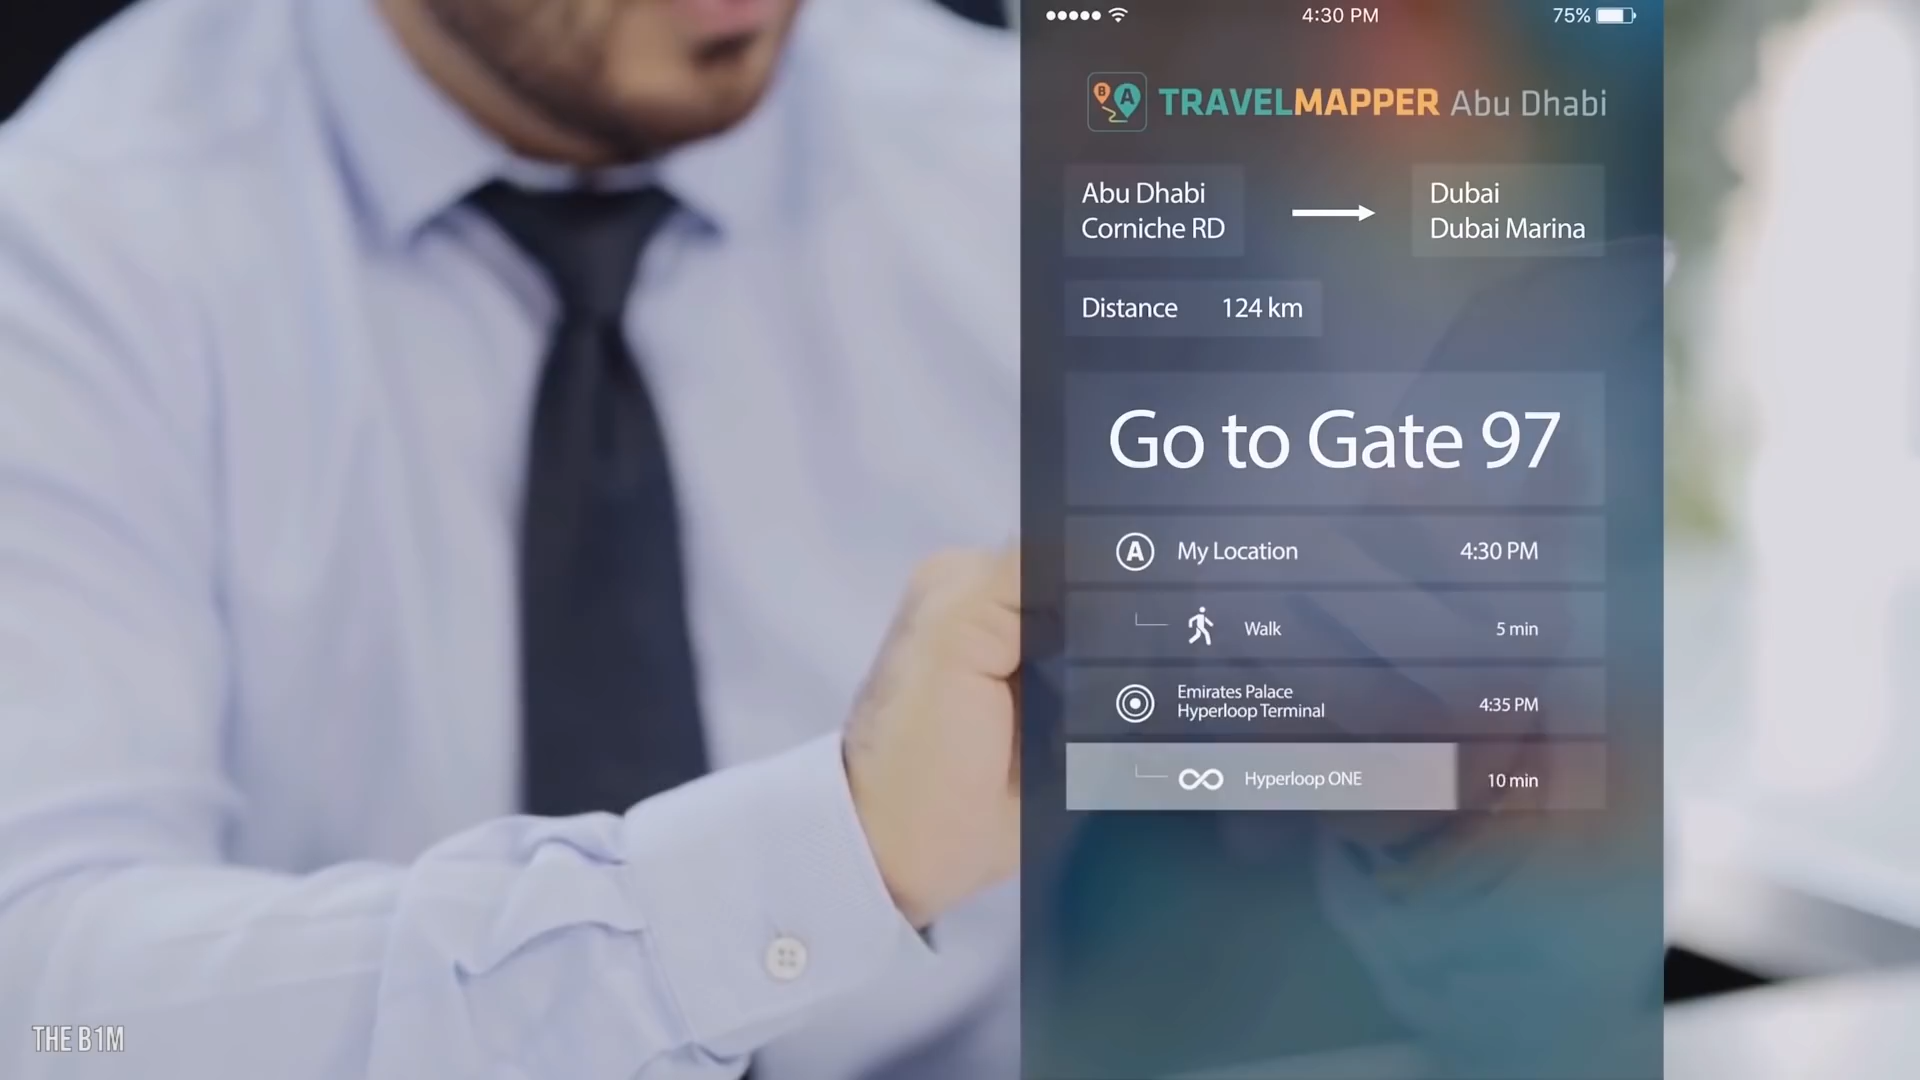 4:30 PM
75%
B A
TRAVELMAPPER Abu Dhabi
Abu Dhabi
Corniche RD
Dubai
Dubai Marina
Distance 124 km
Go to Gate 97
A My Location 4:30 PM
Walk 5 min
Emirates Palace
Hyperloop Terminal
4:35 PM
Hyperloop ONE 10 min
THE B1M